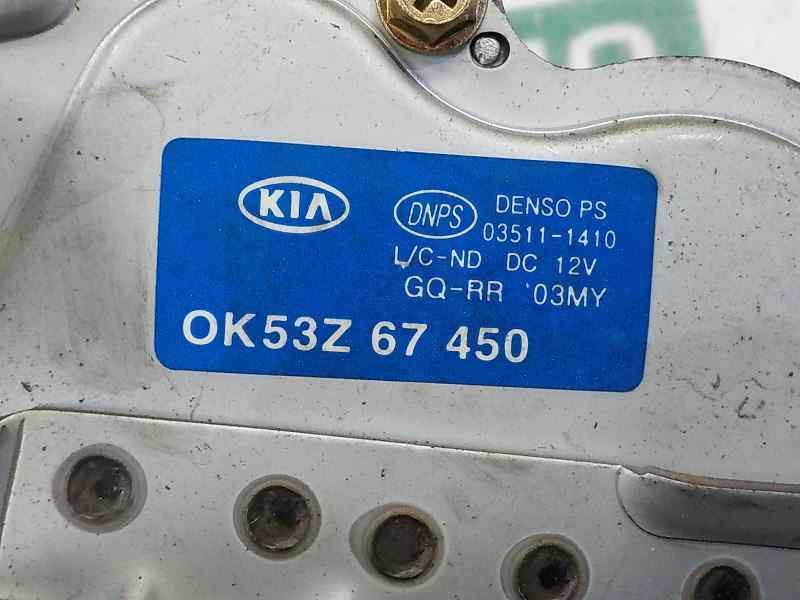 KIA
DNPS
DENSO PS
03511-1410
L/C-ND DC 12V
GQ-RR '03MY
OK53Z 67 450